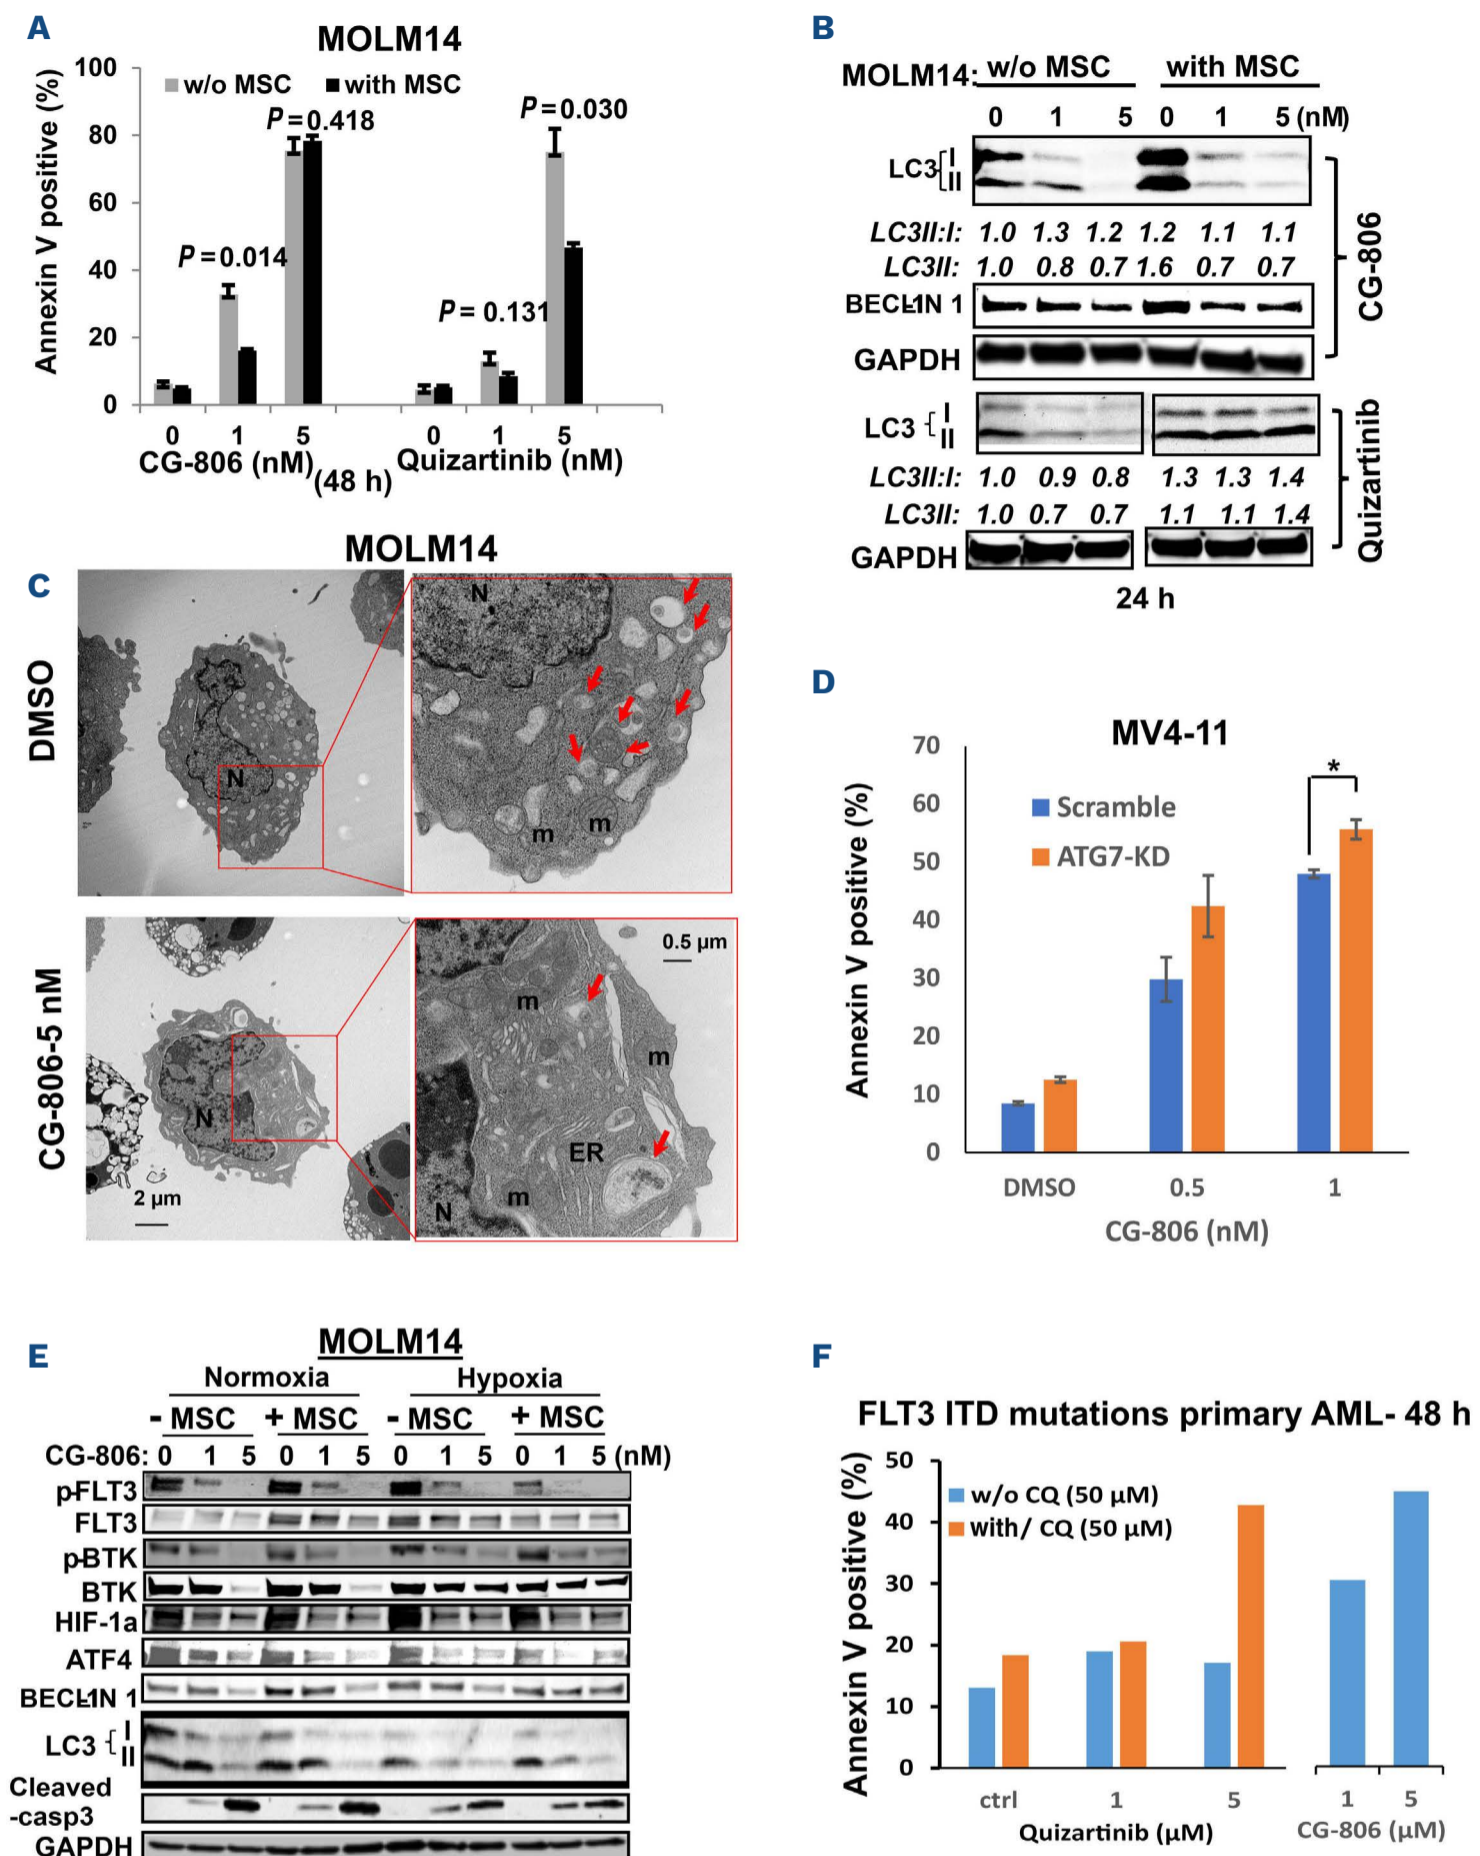 A
MOLM14
w/o MSC with MSC
Annexin V positive (%)
100
80
60
40
20
0
P=0.014
P=0.418
P= 0.131
P=0.030
0 1 5 0 1 5
CG-806 (nM) (48 h) Quizartinib (nM)
B
MOLM14: w/o MSC with MSC
0 1 5 0 1 5 (nM)
LC3 I
II
LC3II:I: 1.0 1.3 1.2 1.2 1.1 1.1
LC3II: 1.0 0.8 0.7 1.6 0.7 0.7
BECL-1N 1
GAPDH
CG-806
LC3 I
II
LC3II:I: 1.0 0.9 0.8 1.3 1.3 1.4
LC3II: 1.0 0.7 0.7 1.1 1.1 1.4
GAPDH
Quizartinib
24 h
C
MOLM14
DMSO
N
N
m
m
CG-806-5 nM
N
2 µm
0.5 µm
m
m
ER
m
N
D
MV4-11
Scramble
ATG7-KD
*
Annexin V positive (%)
70
60
50
40
30
20
10
0
DMSO 0.5 1
CG-806 (nM)
E
MOLM14
Normoxia Hypoxia
- MSC + MSC - MSC + MSC
CG-806: 0 1 5 0 1 5 0 1 5 0 1 5 (nM)
p-FLT3
FLT3
p-BTK
BTK
HIF-1a
ATF4
BECL-1N 1
LC3 I
II
Cleaved
-casp3
GAPDH
F
FLT3 ITD mutations primary AML- 48 h
w/o CQ (50 µM)
with/ CQ (50 µM)
Annexin V positive (%)
50
40
30
20
10
0
ctrl 1 5 1 5
Quizartinib (µM) CG-806 (µM)